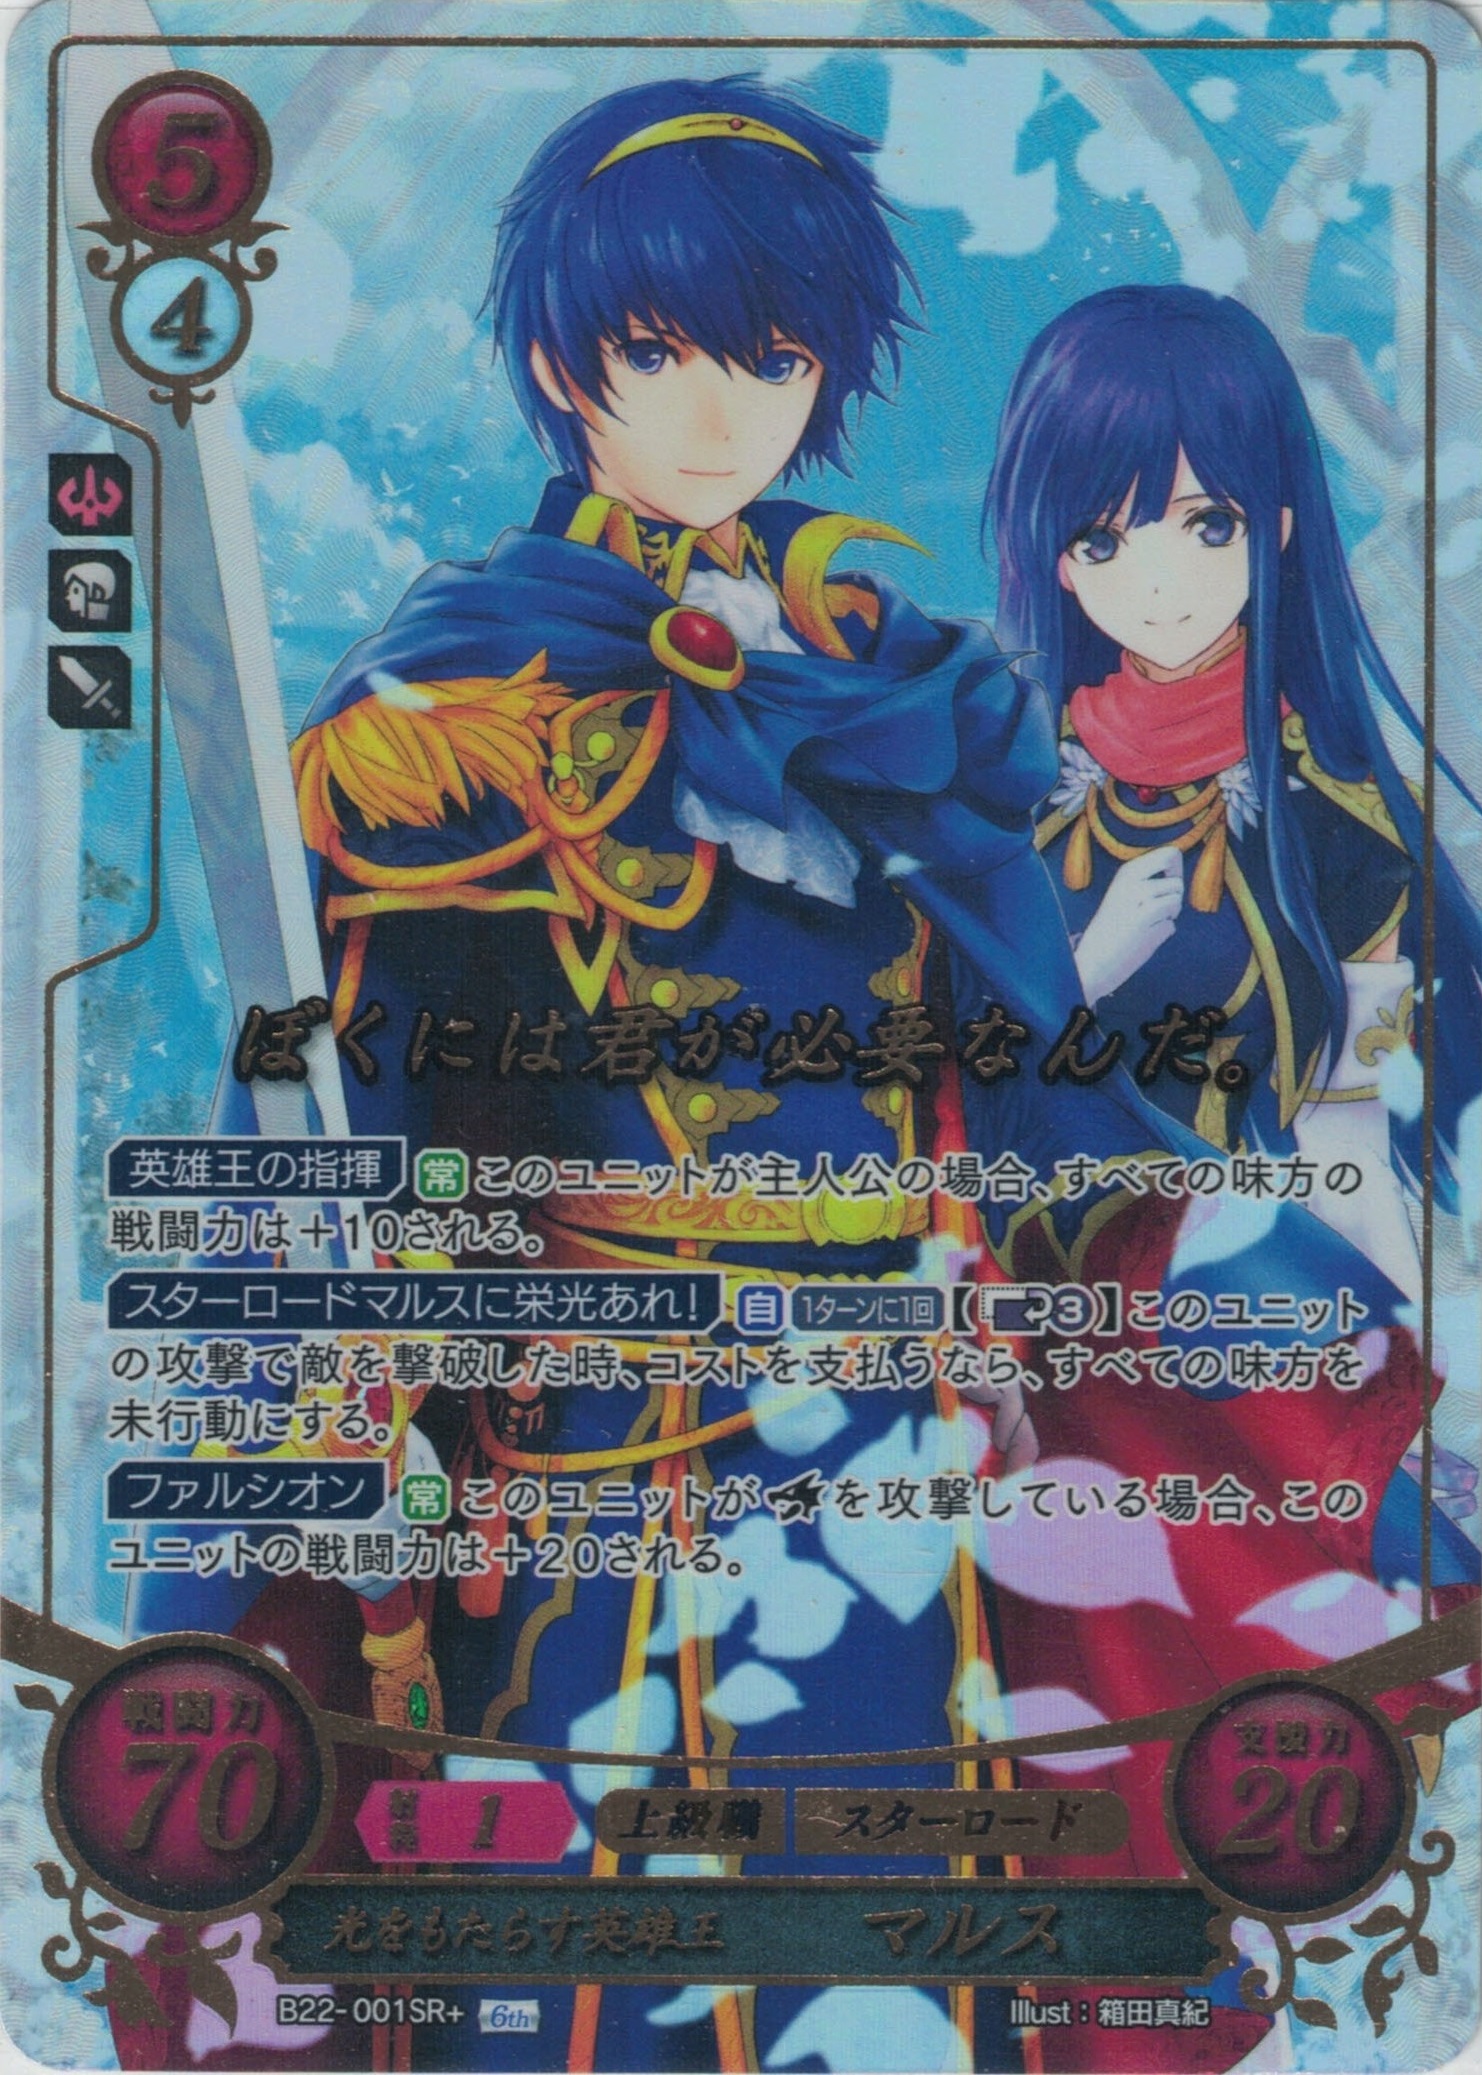 5
4
ぼくには君が必要なんだ。
英雄王の指揮 常 このユニットが主人公の場合、すべての味方の
戦闘力は+10される。
スターロードマルスに栄光あれ! 自 1ターンに1回【 3】このユニット
の攻撃で敵を撃破した時、コストを支払うなら、すべての味方を
未行動にする。
ファルシオン 常 このユニットが を攻撃している場合、この
ユニットの戦闘力は+20される。
戦闘力
70
射程 1
上級職 スターロード
支援力
20
光をもたらす英雄王 マルス
B22-001SR+ 6th
Illust:箱田真紀